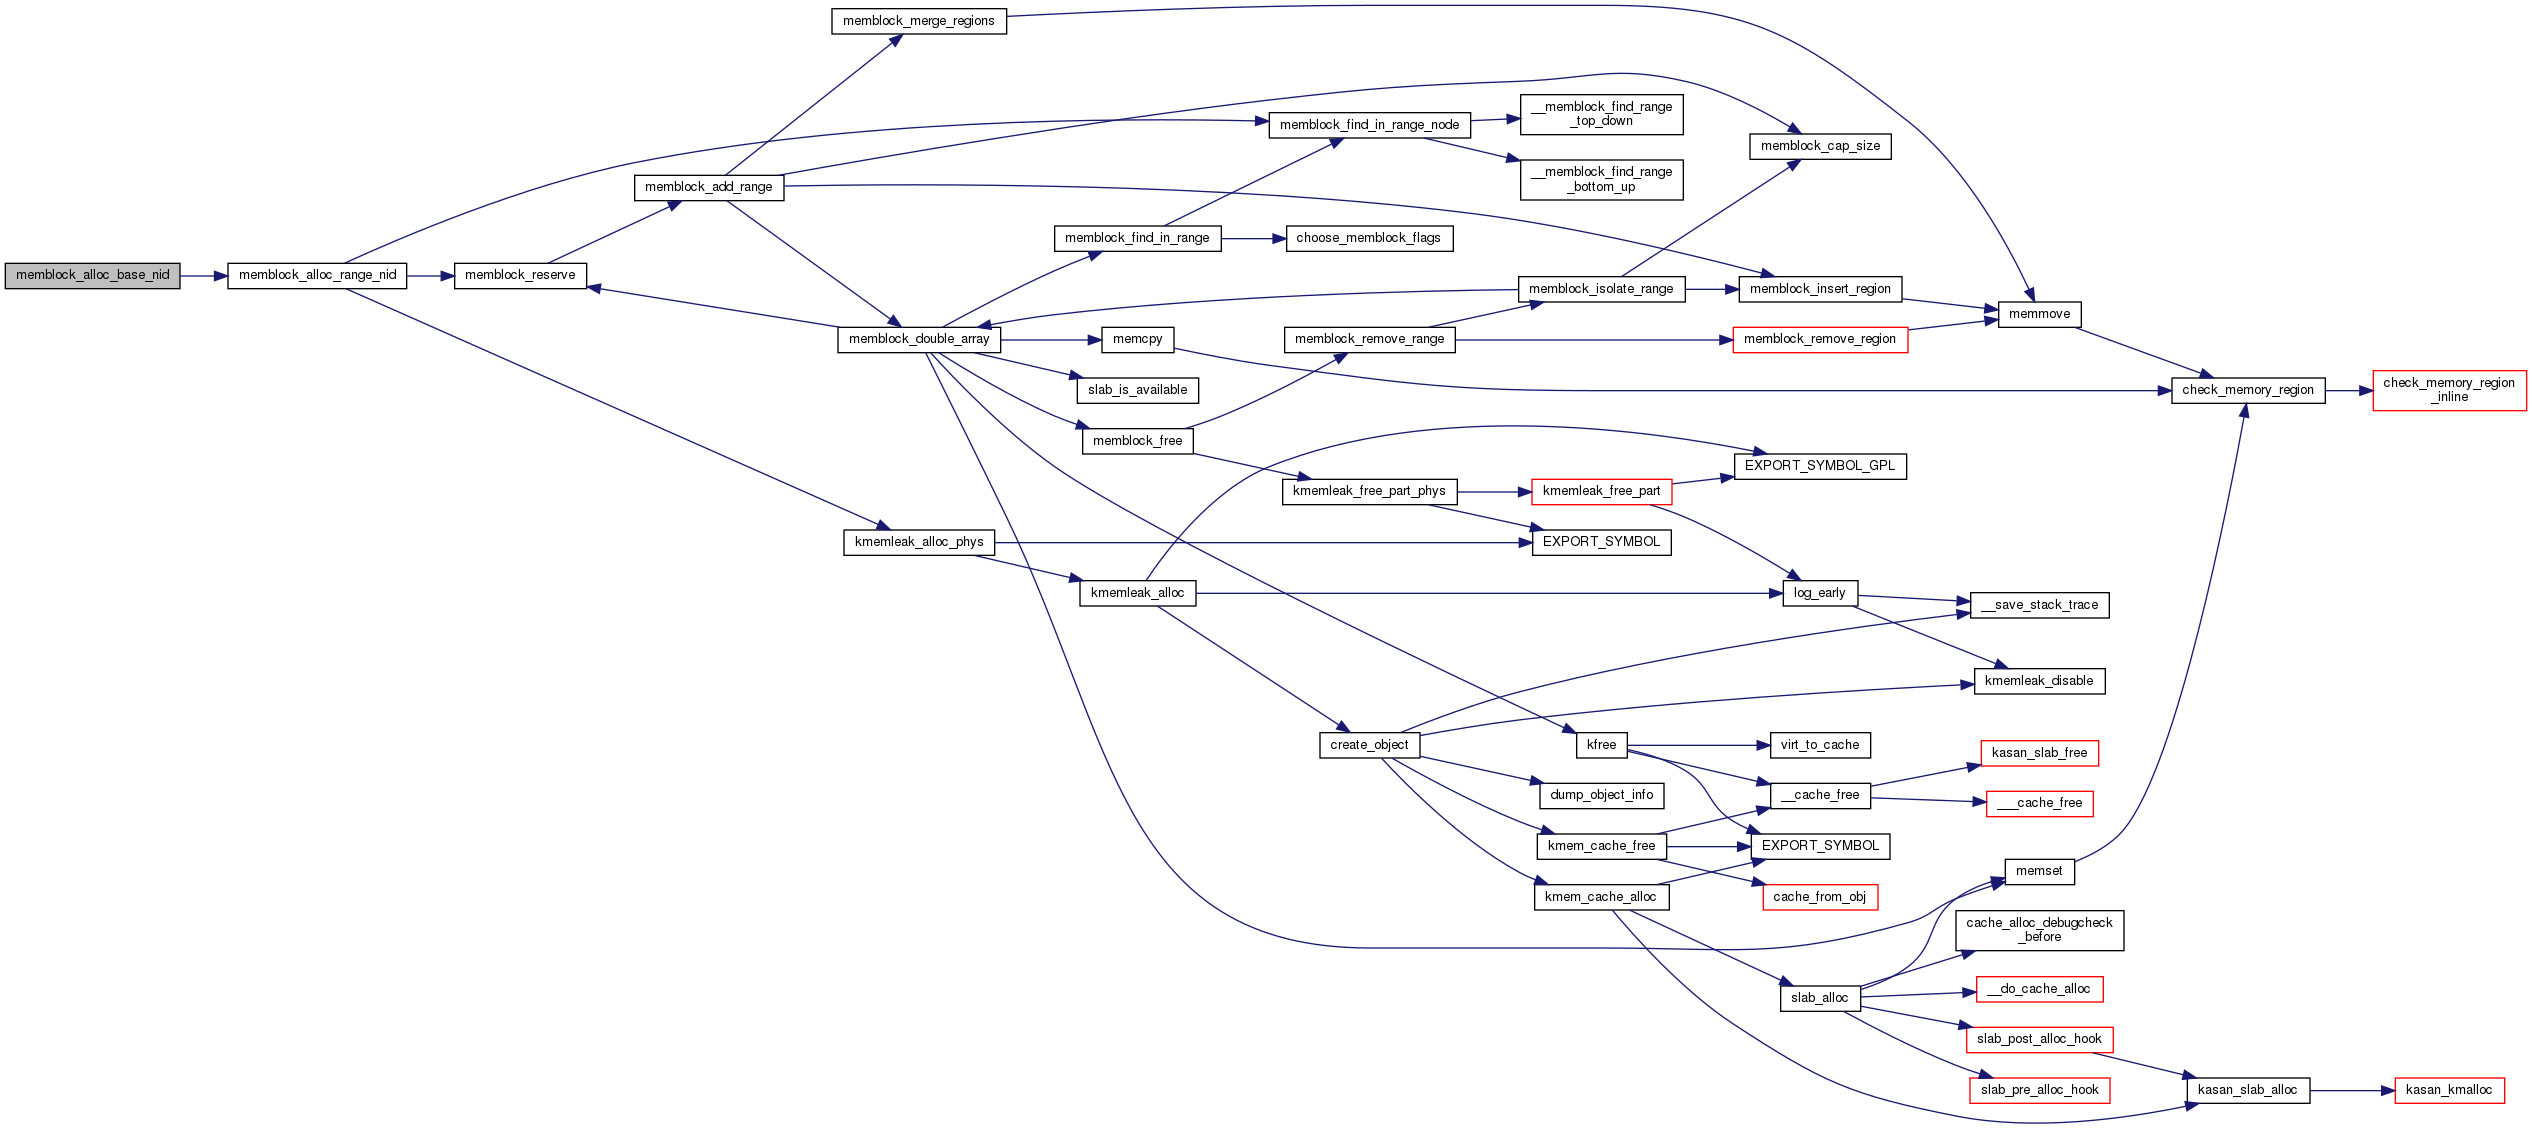 memblock_merge_regions
__memblock_find_range
_top_down
memblock_find_in_range_node
memblock_cap_size
__memblock_find_range
_bottom_up
memblock_add_range
memblock_find_in_range
choose_memblock_flags
memblock_alloc_base_nid
memblock_alloc_range_nid
memblock_reserve
memblock_isolate_range
memblock_insert_region
memmove
memblock_double_array
memcpy
memblock_remove_range
memblock_remove_region
slab_is_available
check_memory_region
check_memory_region
_inline
memblock_free
EXPORT_SYMBOL_GPL
kmemleak_free_part_phys
kmemleak_free_part
kmemleak_alloc_phys
EXPORT_SYMBOL
kmemleak_alloc
log_early
__save_stack_trace
kmemleak_disable
create_object
kfree
virt_to_cache
kasan_slab_free
dump_object_info
__cache_free
___cache_free
kmem_cache_free
EXPORT_SYMBOL
memset
kmem_cache_alloc
cache_from_obj
cache_alloc_debugcheck
_before
slab_alloc
__do_cache_alloc
slab_post_alloc_hook
slab_pre_alloc_hook
kasan_slab_alloc
kasan_kmalloc